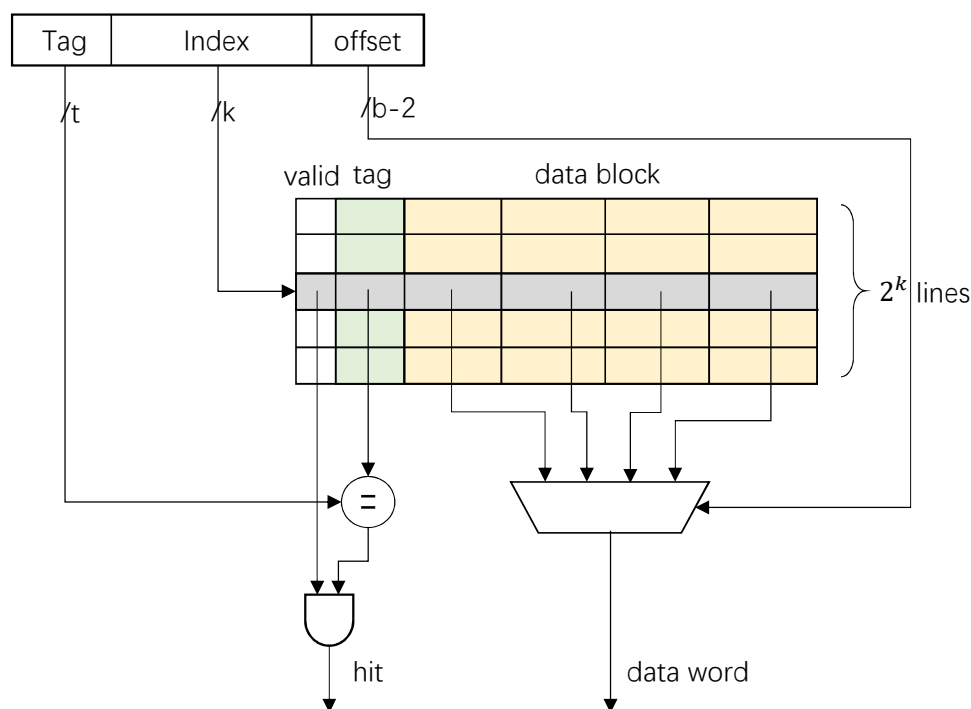 Tag Index offset
/t /k /b-2
valid tag data block
2^k lines
=
hit data word